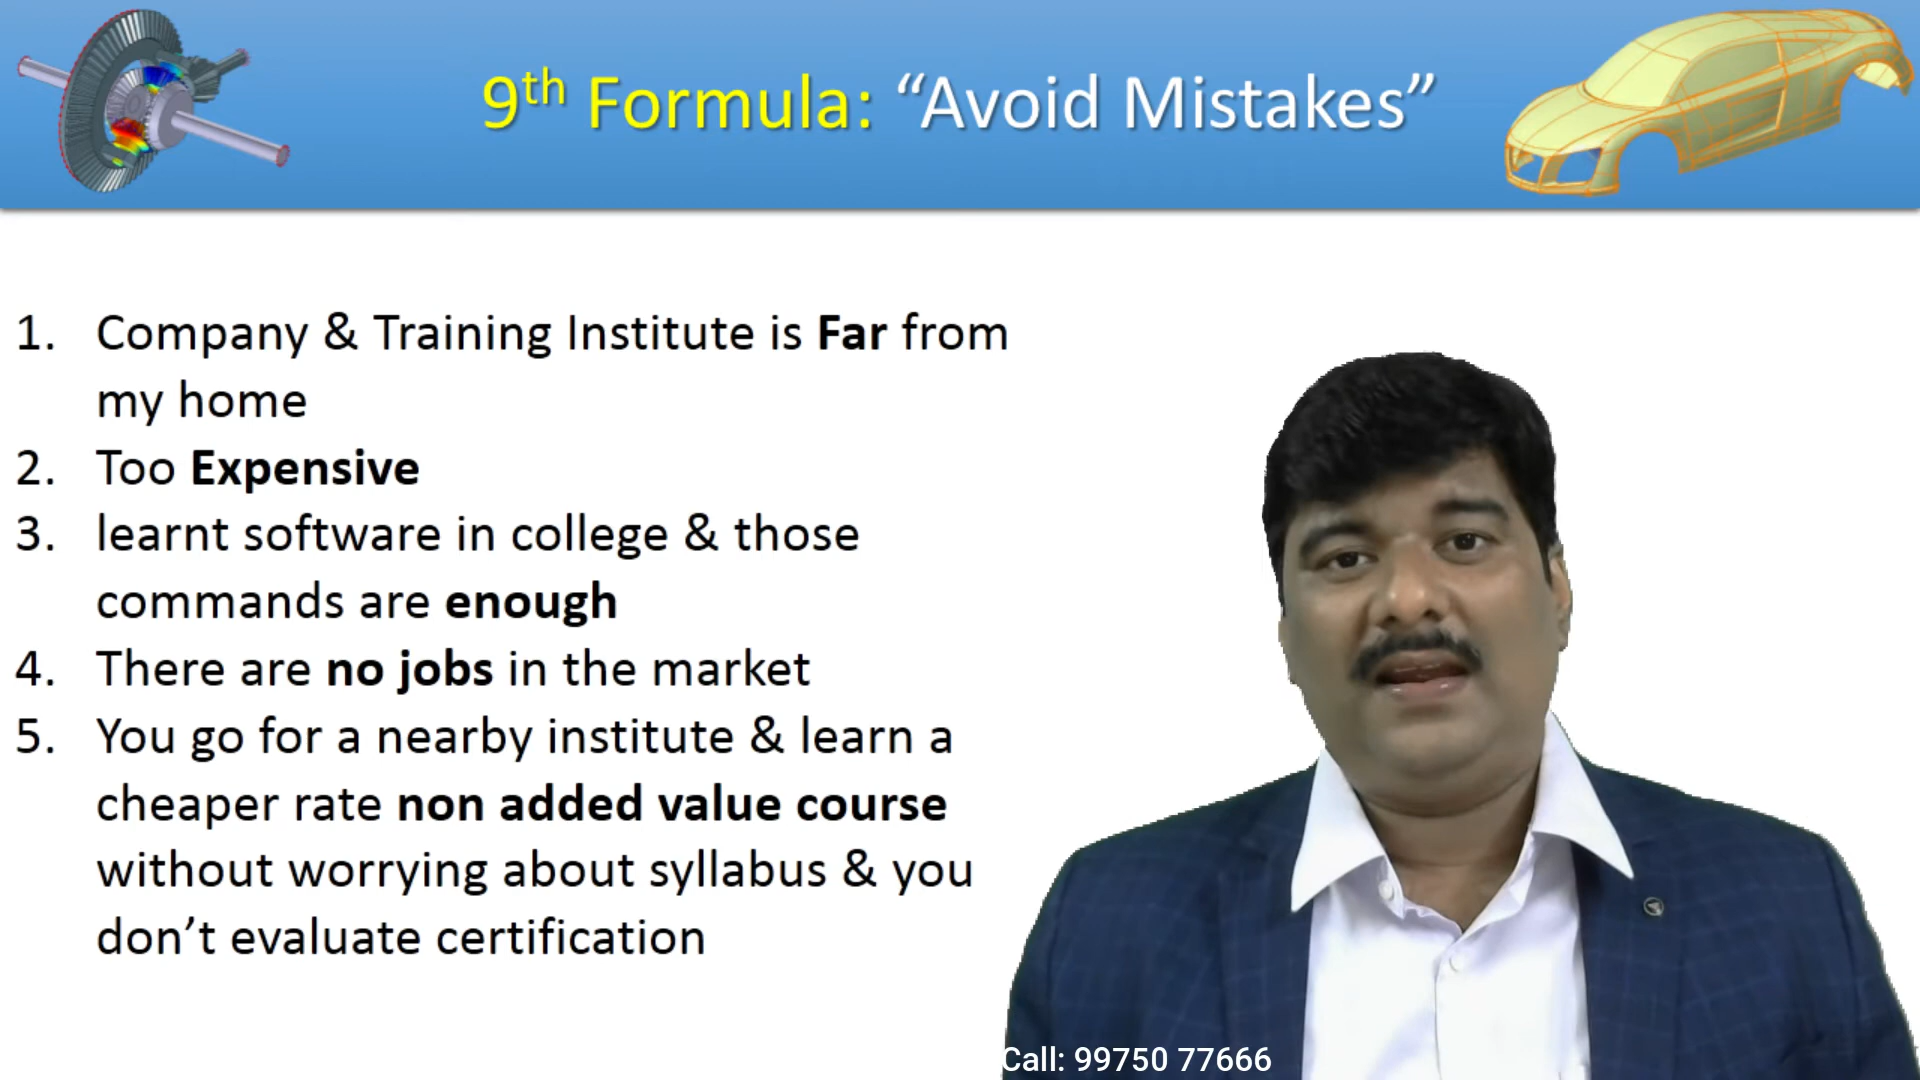 9th Formula: “Avoid Mistakes”
1. Company & Training Institute is Far from
my home
2. Too Expensive
3. learnt software in college & those
commands are enough
4. There are no jobs in the market
5. You go for a nearby institute & learn a
cheaper rate non added value course
without worrying about syllabus & you
don’t evaluate certification
Call: 99750 77666